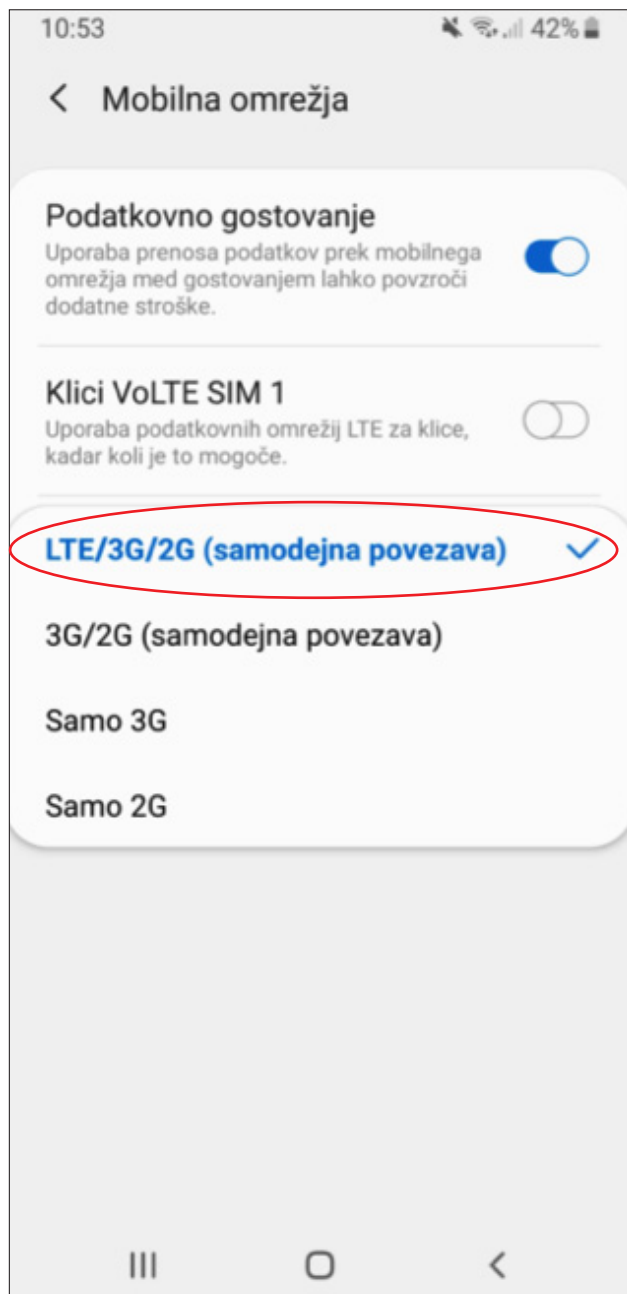 10:53 42%
Mobilna omrežja
Podatkovno gostovanje
Uporaba prenosa podatkov prek mobilnega
omrežja med gostovanjem lahko povzroči
dodatne stroške.
Klici VoLTE SIM 1
Uporaba podatkovnih omrežij LTE za klice,
kadar koli je to mogoče.
LTE/3G/2G (samodejna povezava)
3G/2G (samodejna povezava)
Samo 3G
Samo 2G